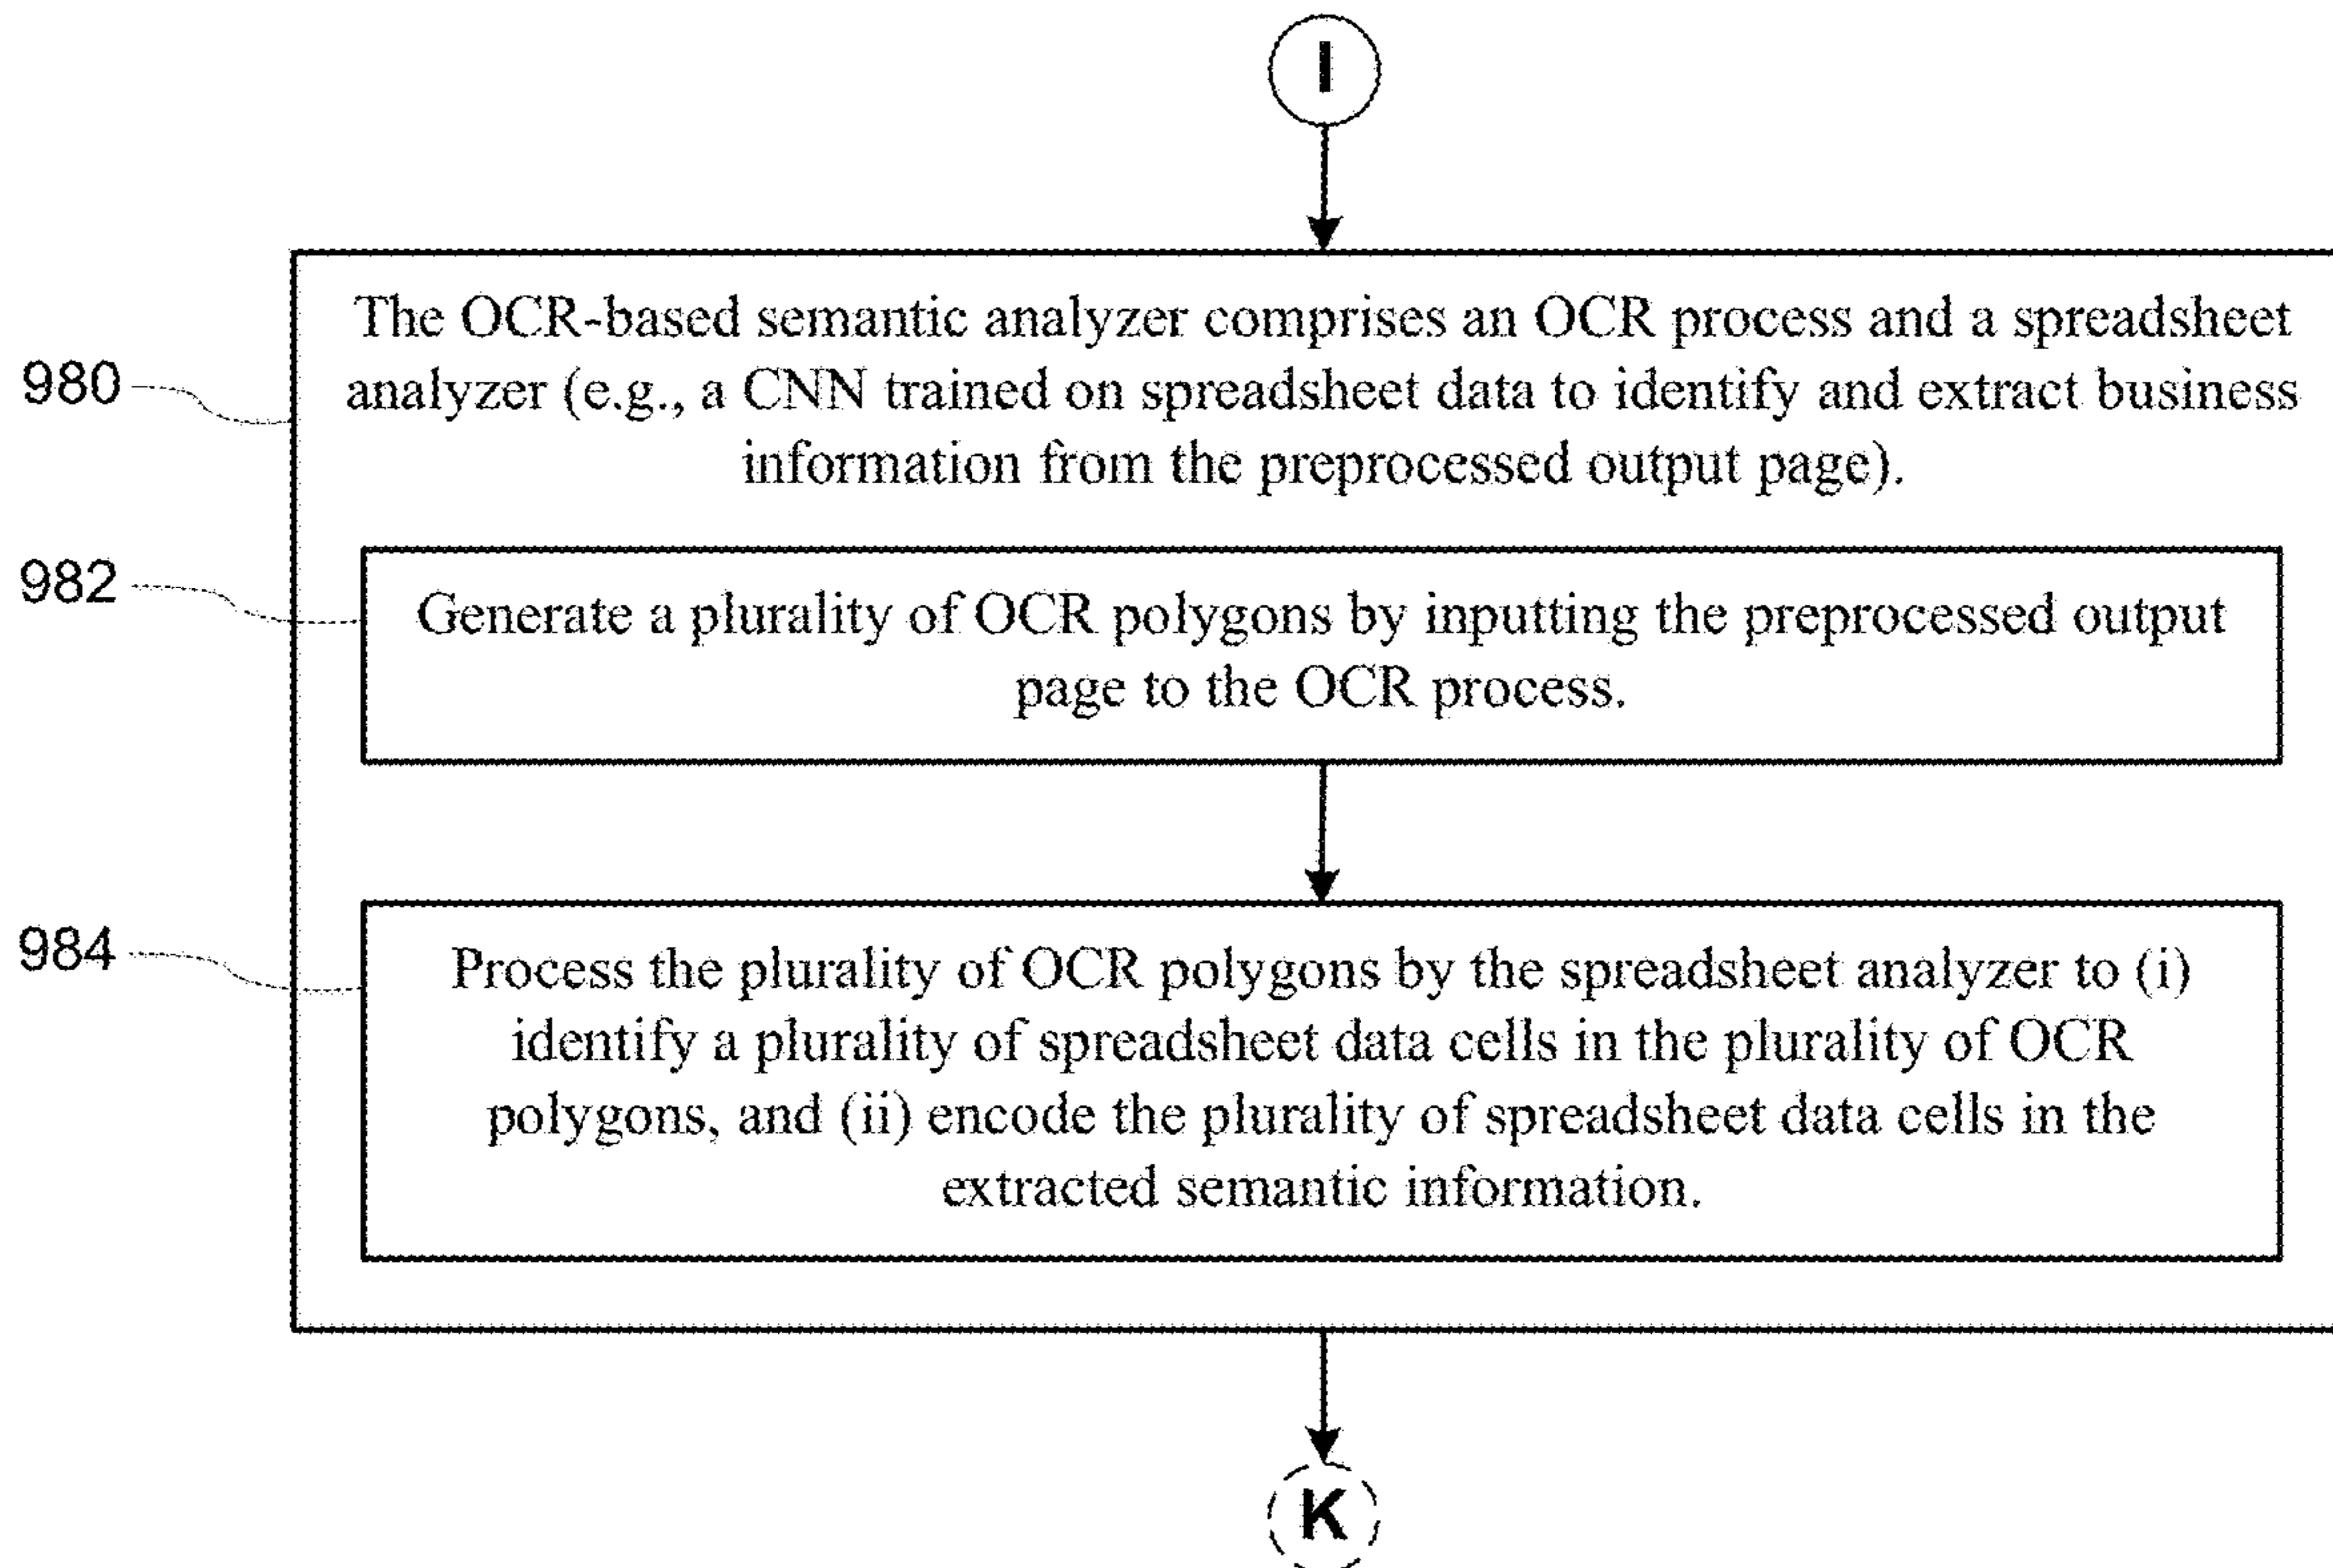 I
The OCR-based semantic analyzer comprises an OCR process and a spreadsheet
980
analyzer (e.g., a CNN trained on spreadsheet data to identify and extract business
information from the preprocessed output page).
982
Generate a plurality of OCR polygons by inputting the preprocessed output
page to the OCR process.
984
Process the plurality of OCR polygons by the spreadsheet analyzer to (i)
identify a plurality of spreadsheet data cells in the plurality of OCR
polygons, and (ii) encode the plurality of spreadsheet data cells in the
extracted semantic information.
K